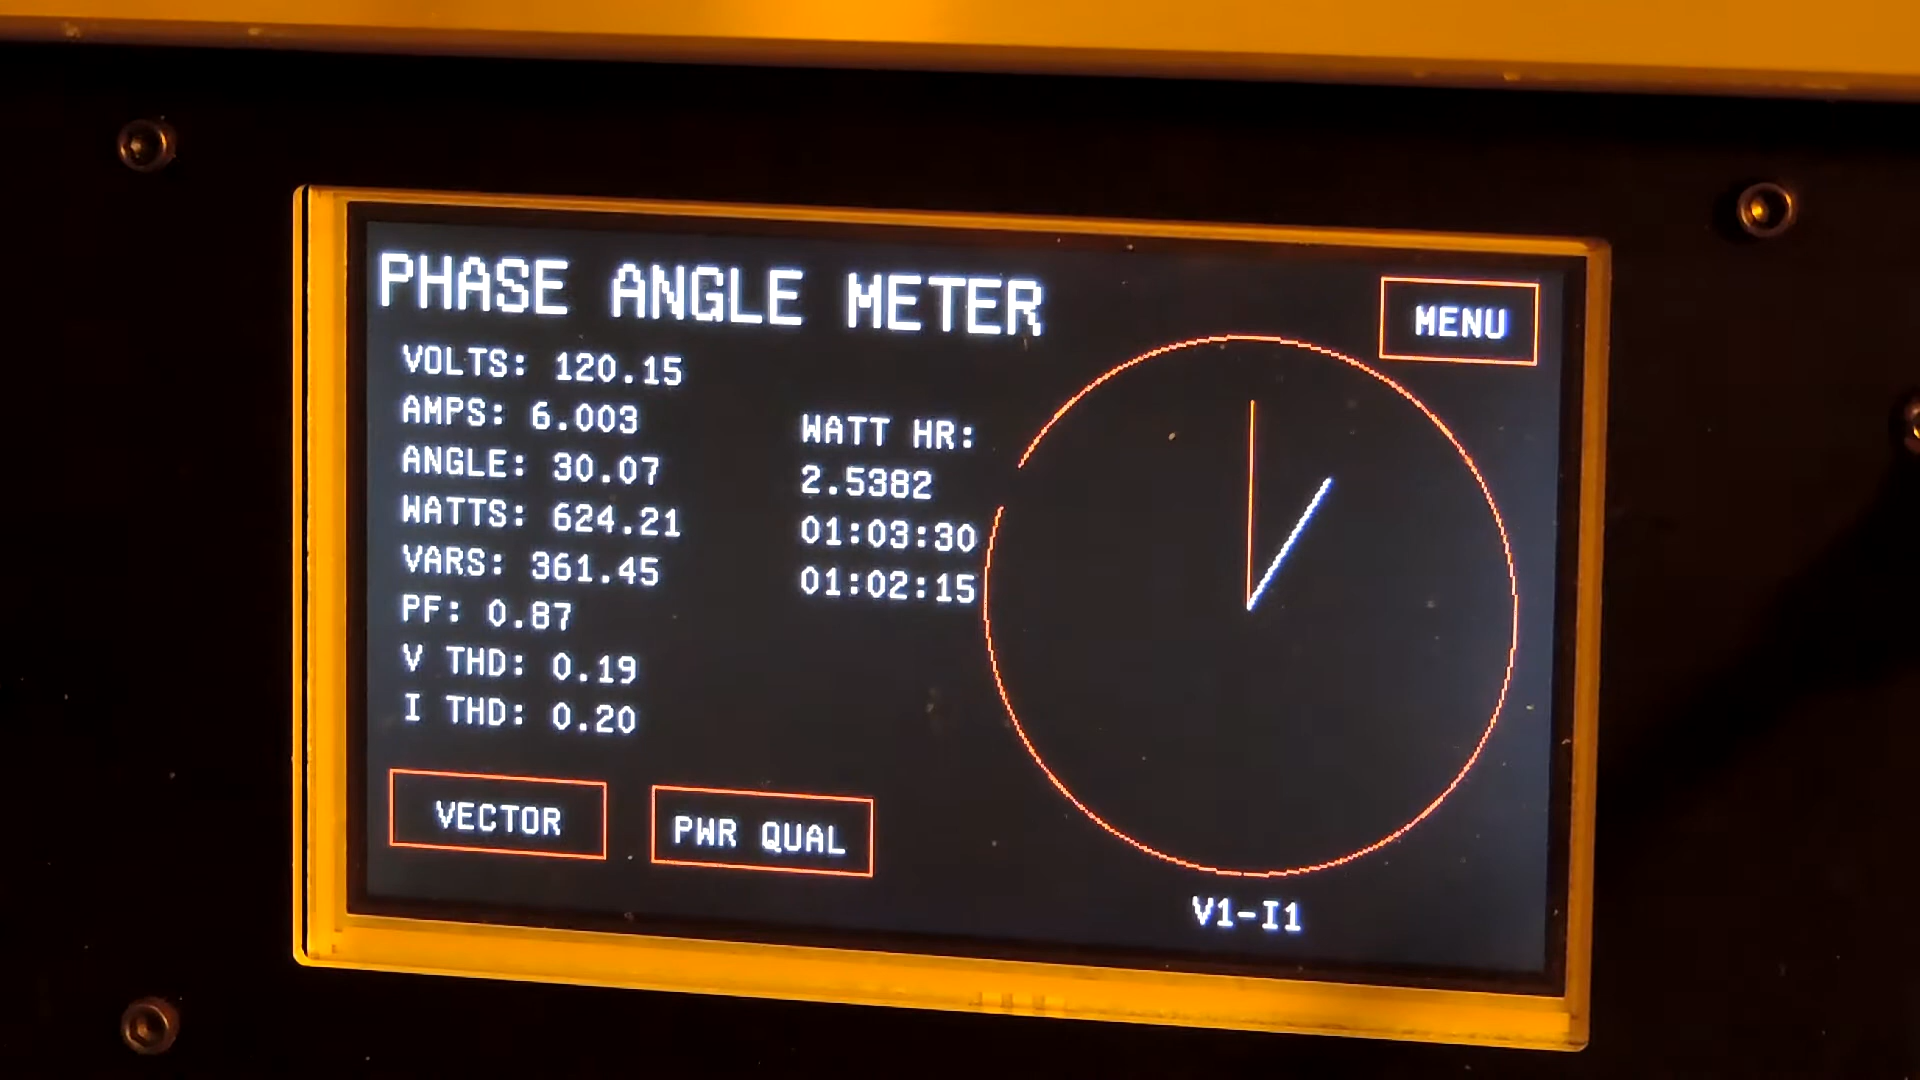 PHASE ANGLE METER
MENU
VOLTS: 120.15
AMPS: 6.003
ANGLE: 30.07
WATTS: 624.21
VARS: 361.45
PF: 0.87
V THD: 0.19
I THD: 0.20
WATT HR:
2.5382
01:03:30
01:02:15
VECTOR
PWR QUAL
V1-I1